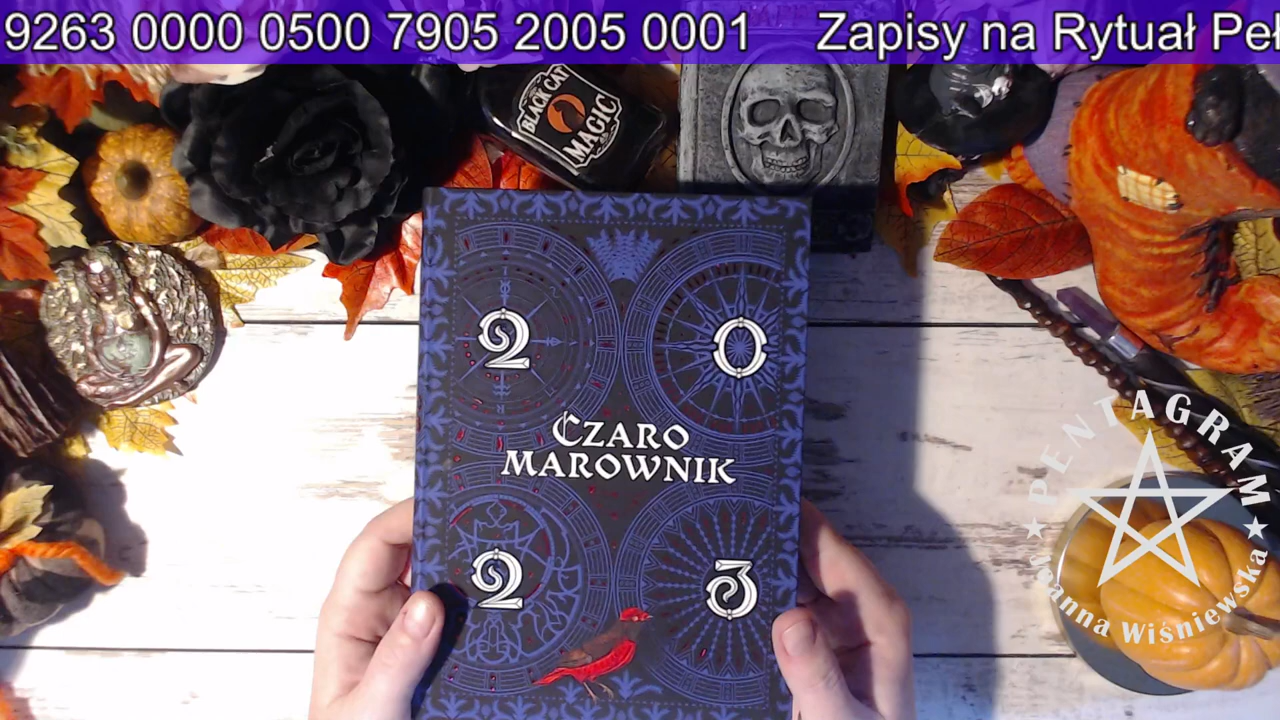 9263 0000 0500 7905 2005 0001 Zapisy na Rytuał Peł
BLACK CAT
MAGIC
2 0
CZARO
MAROWNIK
2 3
PENTAGRAM
Joanna Wiśniewska